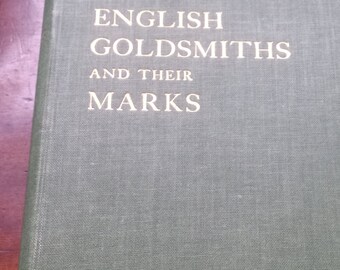 ENGLISH
GOLDSMITHS
AND THEIR
MARKS